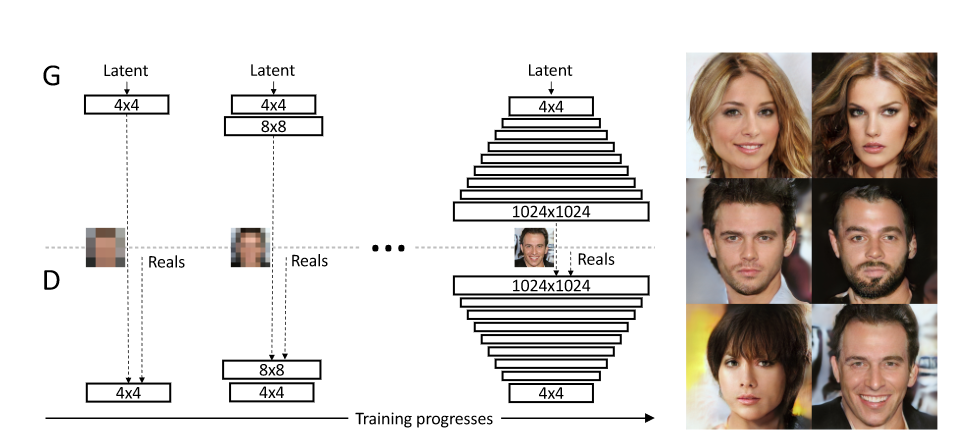 G
Latent
Latent
Latent
4x4
4x4
4x4
8x8
1024x1024
Reals
Reals
Reals
D
1024x1024
8x8
4x4
4x4
4x4
Training progresses